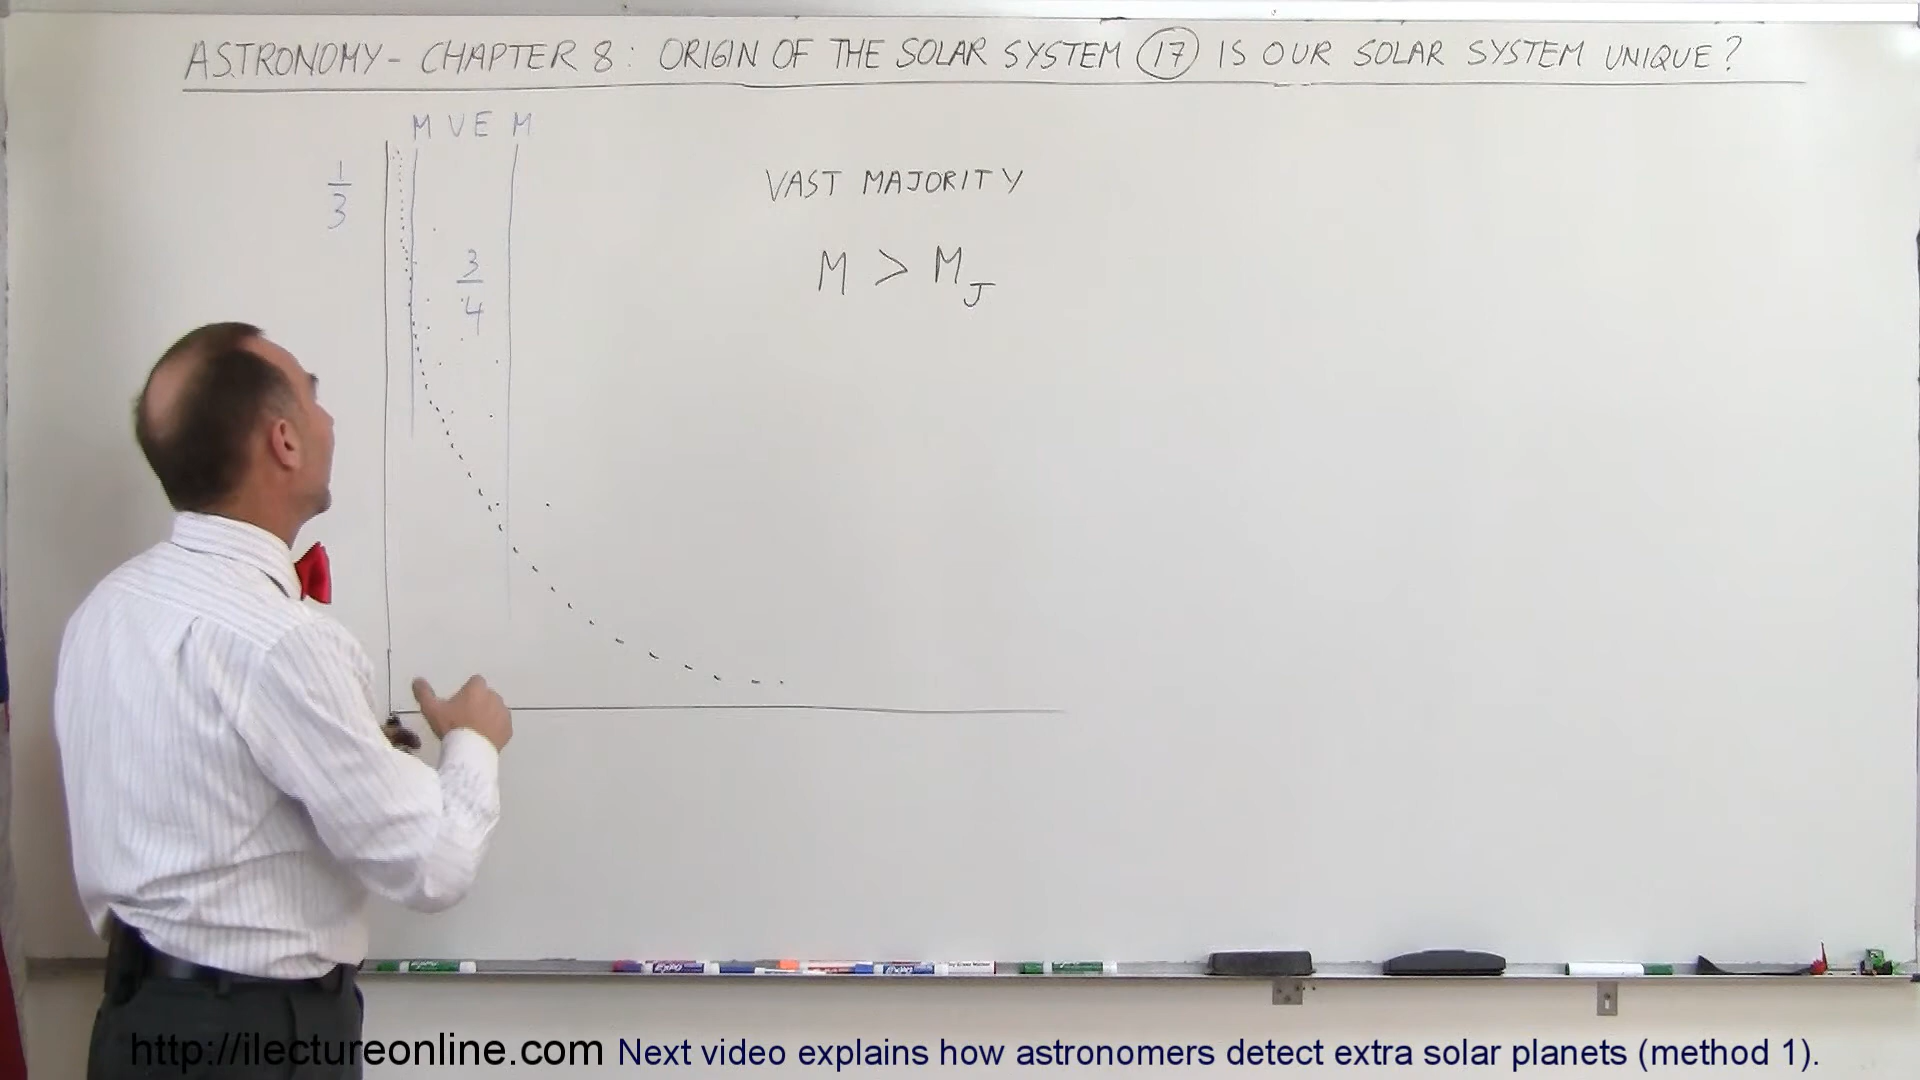 ASTRONOMY - CHAPTER 8 : ORIGIN OF THE SOLAR SYSTEM (17) IS OUR SOLAR SYSTEM UNIQUE ?
M V E M
1/3
VAST MAJORITY
3/4
M > M_J
http://ilectureonline.com Next video explains how astronomers detect extra solar planets (method 1).